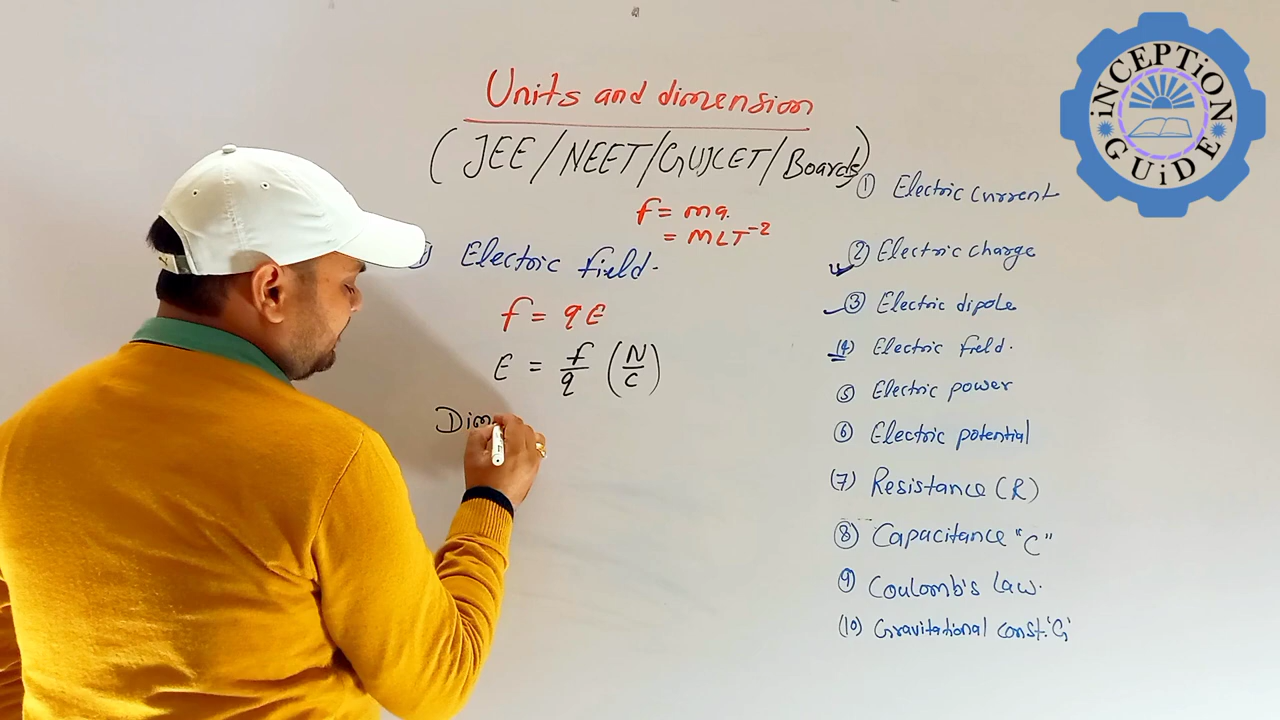 Units and dimension
(JEE/NEET/GUJCET/Boards)
f = ma.
= MLT⁻²
Electric field.
f = qE
E = f/q (N/C)
Dim
① Electric current
② Electric charge
③ Electric dipole
(4) Electric field.
⑤ Electric power
⑥ Electric potential
(7) Resistance (R)
⑧ Capacitance "C"
⑨ Coulomb's Law.
(10) Gravitational const. 'G'
iNCEPTiON
GUiDE